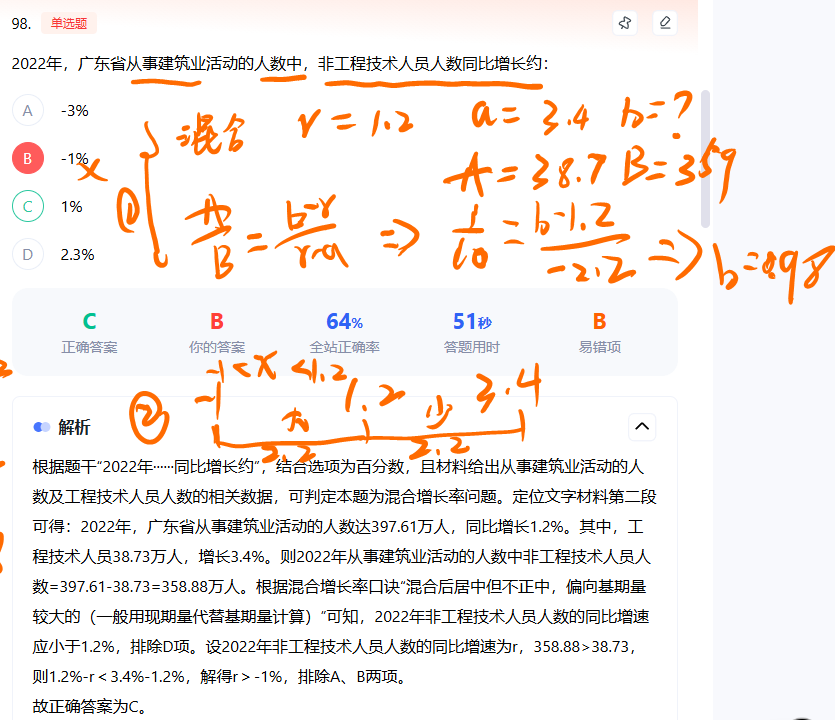 98. 单选题
2022年，广东省从事建筑业活动的人数中，非工程技术人员人数同比增长约：
A -3%
B -1%
C 1%
D 2.3%
混合 r=1.2 a=3.4 b=?
A=38.7 B=359
① A/B = b-r/r-a ⇒ 1/10 = b-1.2/-2.2 ⇒ b=0.98
C B 64% 51秒 B
正确答案 你的答案 全站正确率 答题用时 易错项
-1<x<1.2
② -1 1.2 3.4
大 少
2.2 2.2
解析
根据题干“2022年……同比增长约”，结合选项为百分数，且材料给出从事建筑业活动的人
数及工程技术人员人数的相关数据，可判定本题为混合增长率问题。定位文字材料第二段
可得：2022年，广东省从事建筑业活动的人数达397.61万人，同比增长1.2%。其中，工
程技术人员38.73万人，增长3.4%。则2022年从事建筑业活动的人数中非工程技术人员人
数=397.61-38.73=358.88万人。根据混合增长率口诀“混合后居中但不正中，偏向基期量
较大的（一般用现期量代替基期量计算）”可知，2022年非工程技术人员人数的同比增速
应小于1.2%，排除D项。设2022年非工程技术人员人数的同比增速为r，358.88>38.73，
则1.2%-r＜3.4%-1.2%，解得r＞-1%，排除A、B两项。
故正确答案为C。